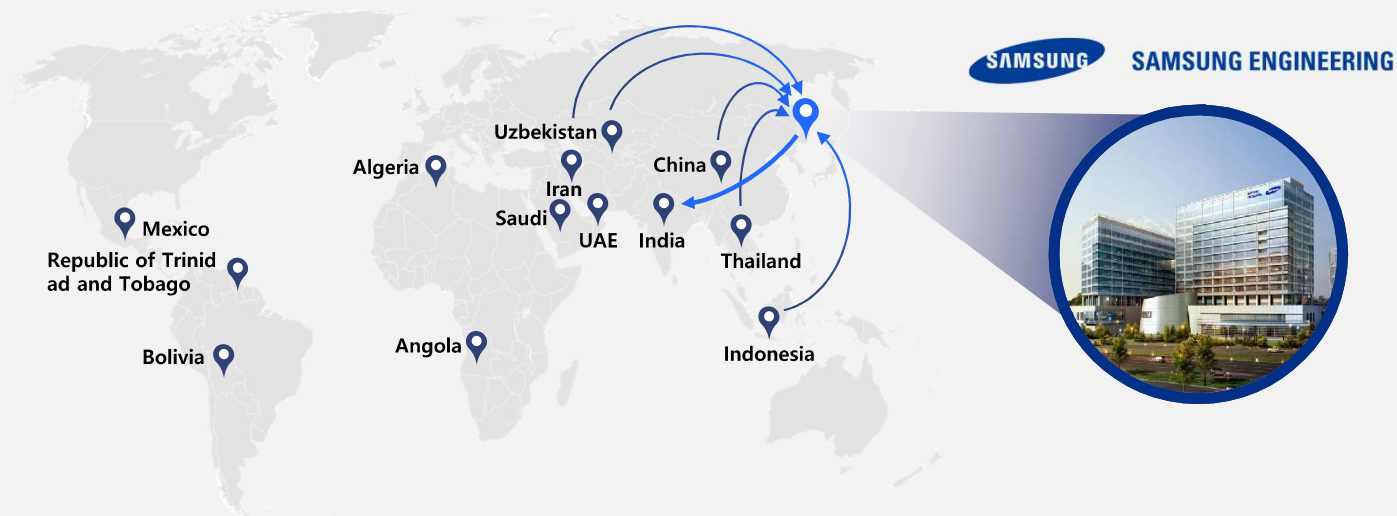 SAMSUNG
SAMSUNG ENGINEERING
Uzbekistan
Algeria
China
Iran
Saudi
UAE
India
Mexico
Thailand
Republic of Trinid
ad and Tobago
Angola
Indonesia
Bolivia